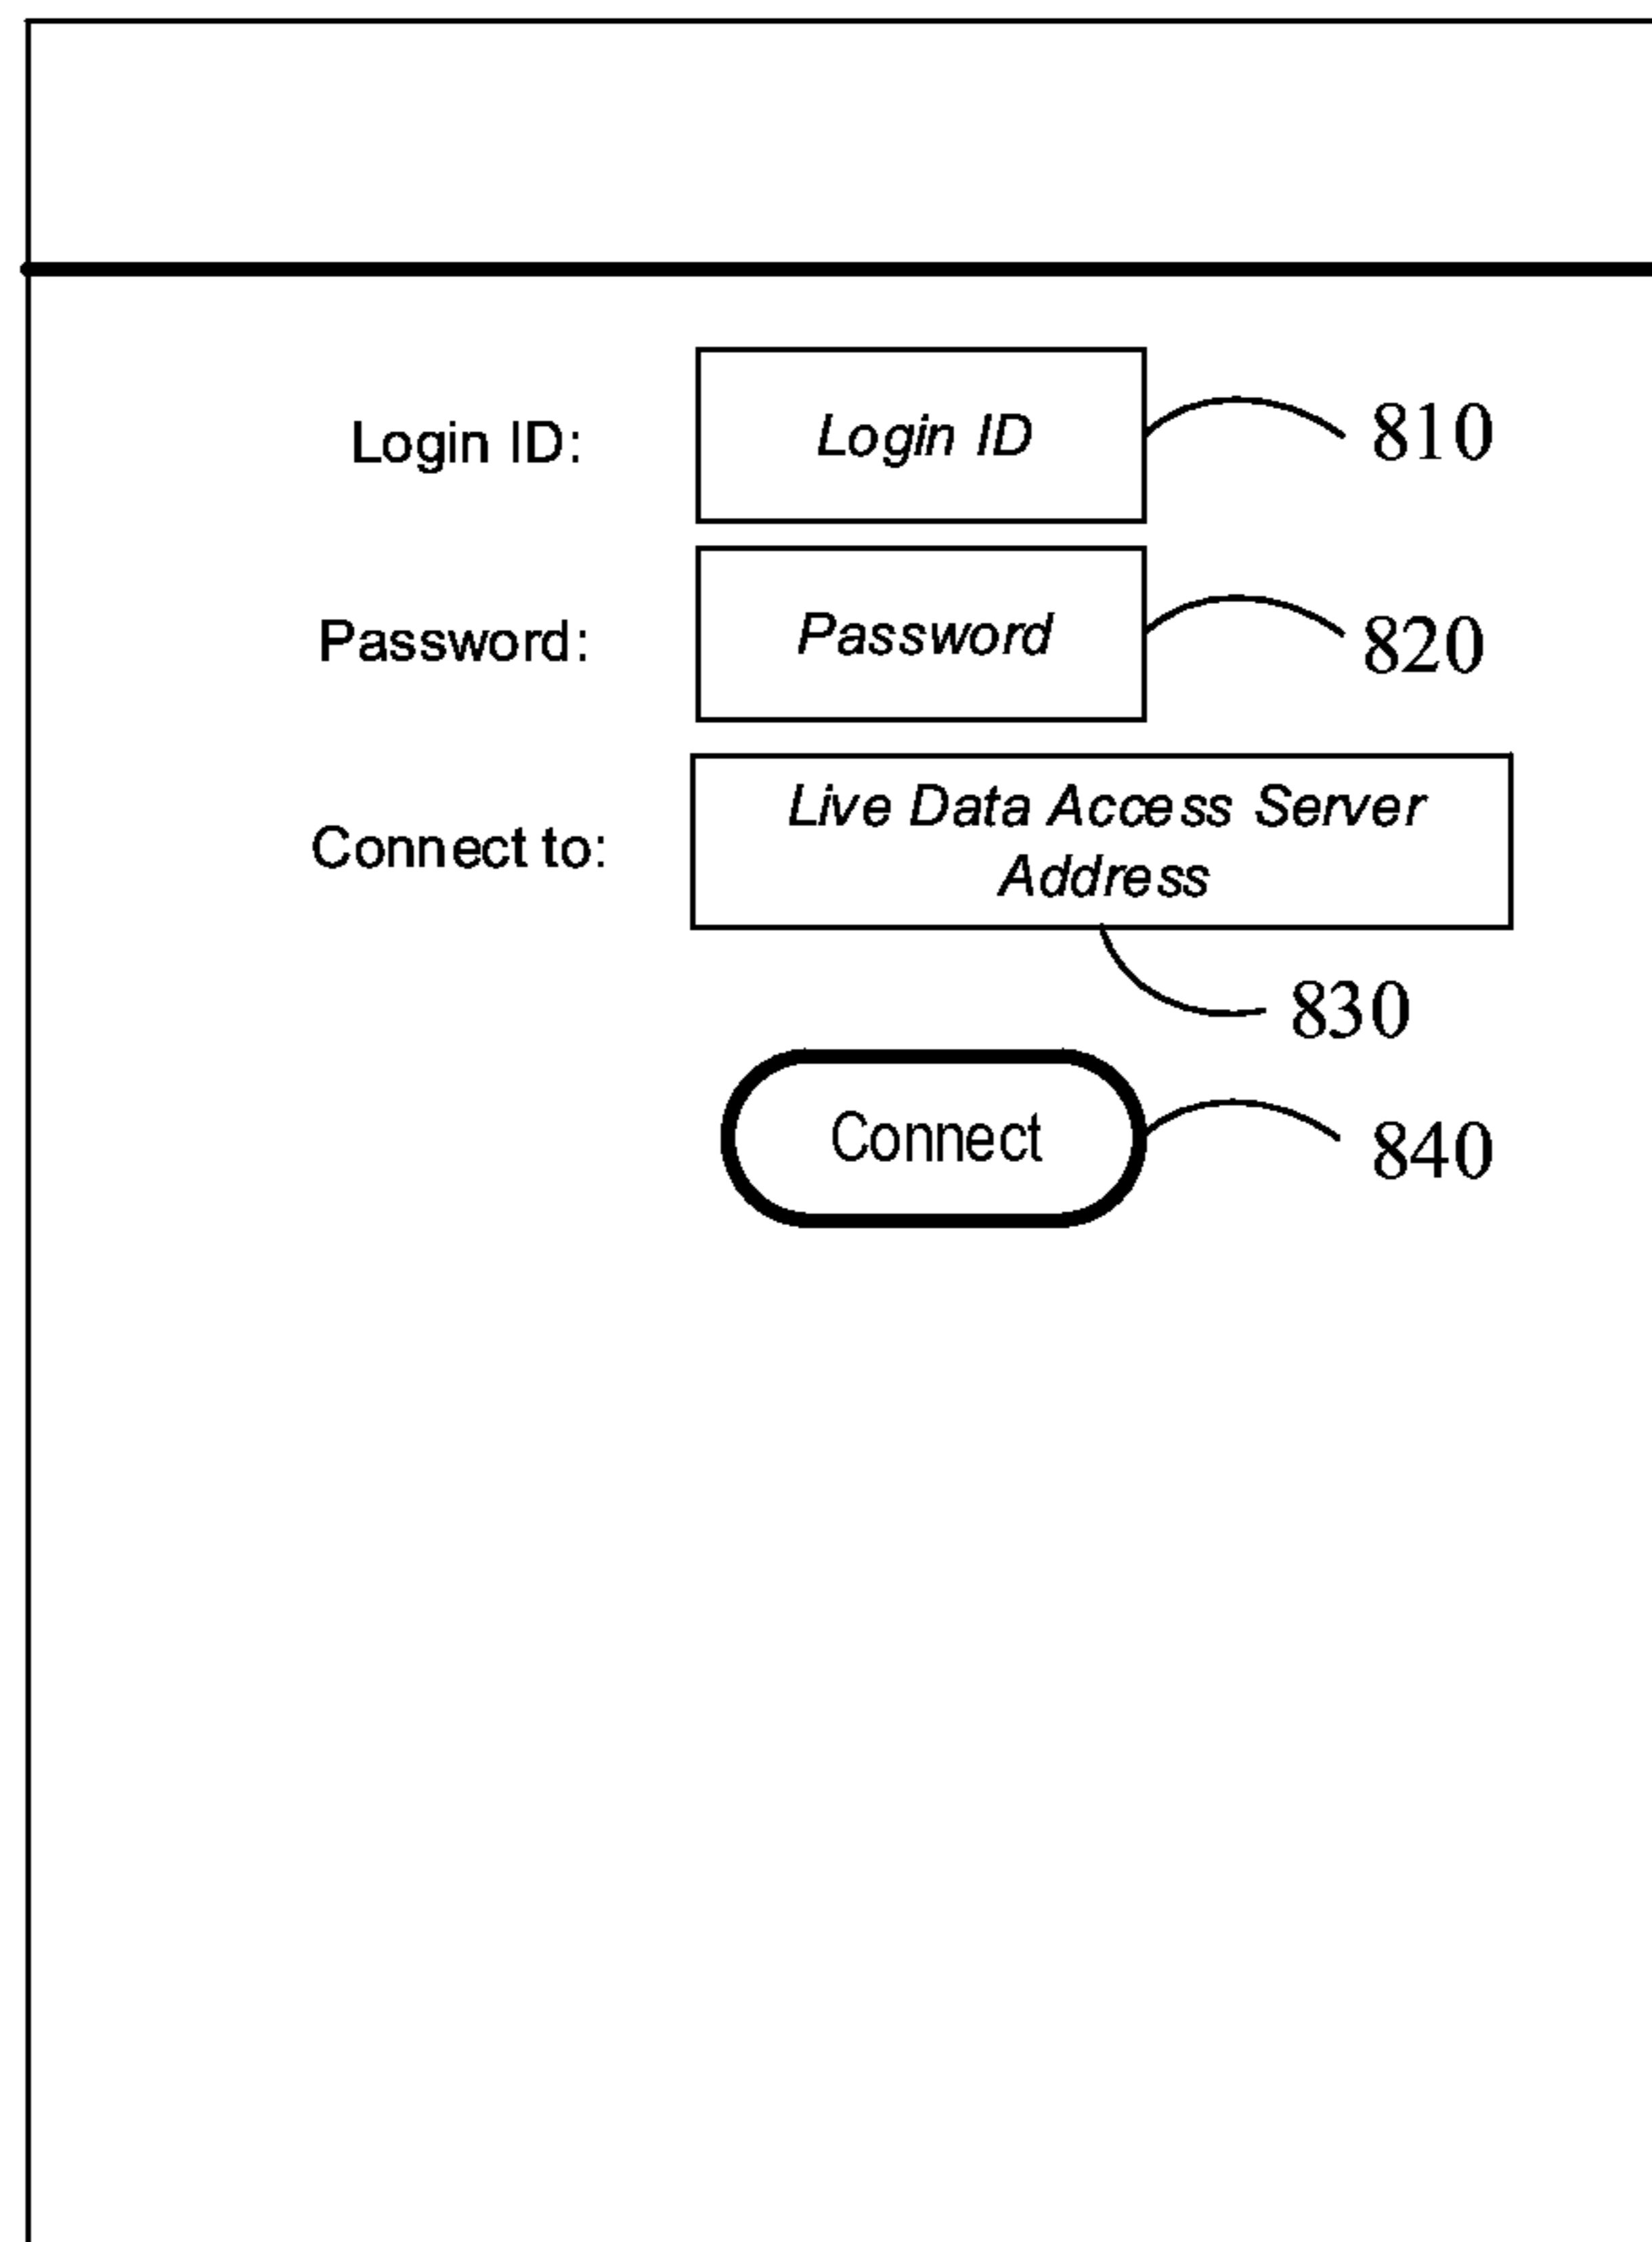 Login ID: Login ID 810
Password: Password 820
Connect to: Live Data Access Server
Address
830
Connect 840